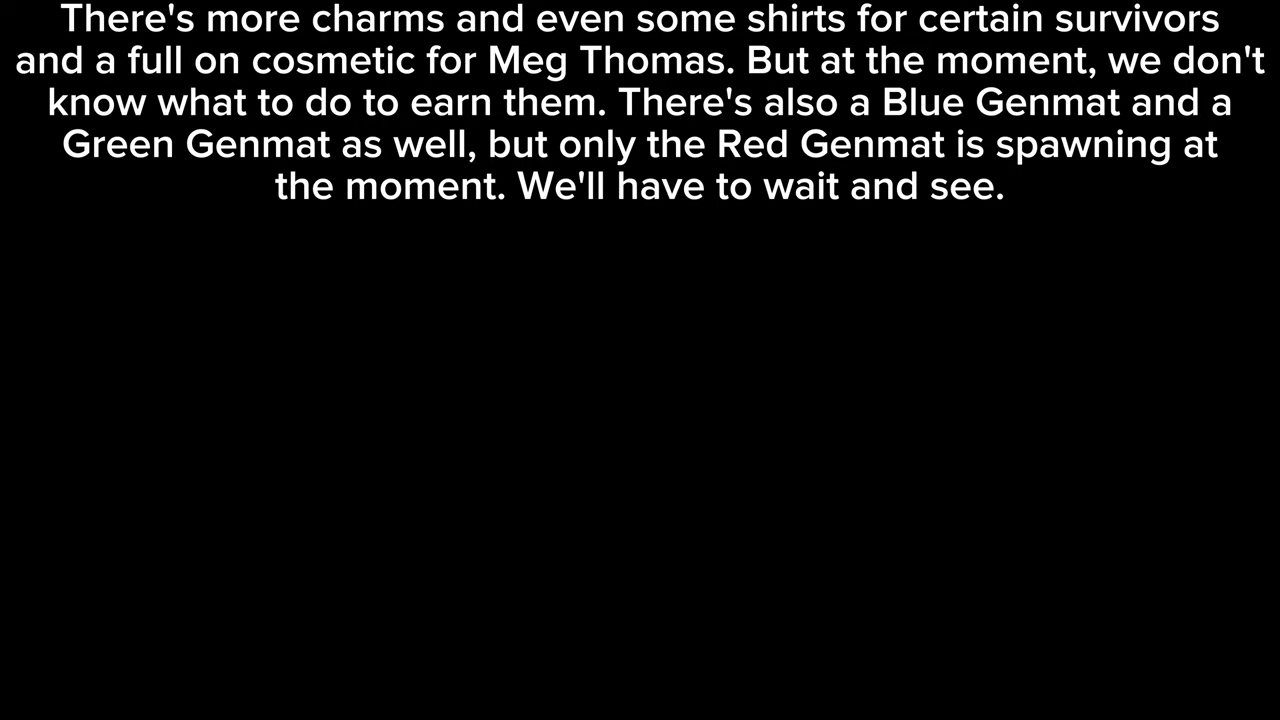 There's more charms and even some shirts for certain survivors
and a full on cosmetic for Meg Thomas. But at the moment, we don't
know what to do to earn them. There's also a Blue Genmat and a
Green Genmat as well, but only the Red Genmat is spawning at
the moment. We'll have to wait and see.